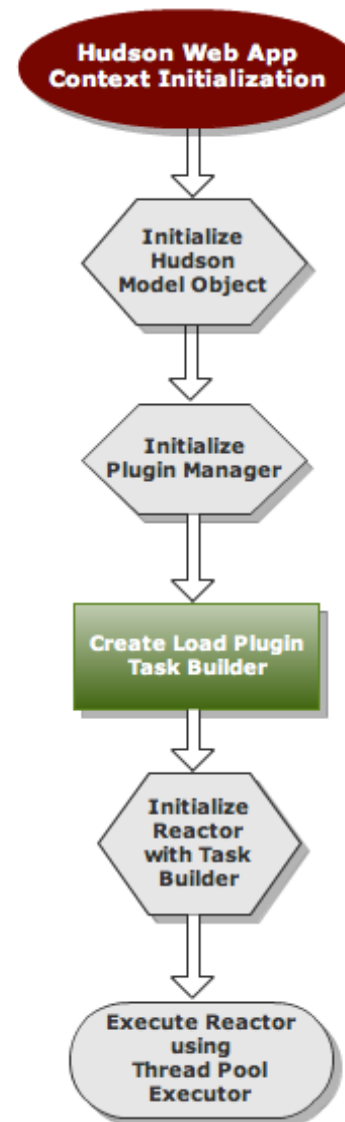 Hudson Web App
Context Initialization
Initialize
Hudson
Model Object
Initialize
Plugin Manager
Create Load Plugin
Task Builder
Initialize
Reactor
with Task
Builder
Execute Reactor
using
Thread Pool
Executor